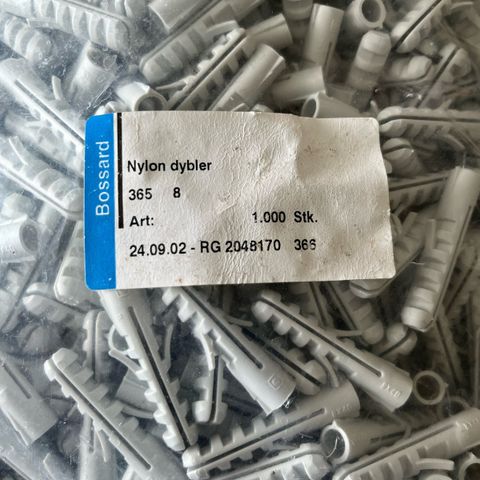 Bossard
Nylon dybler
365 8
Art: 1.000 Stk.
24.09.02 - RG 2048170 366